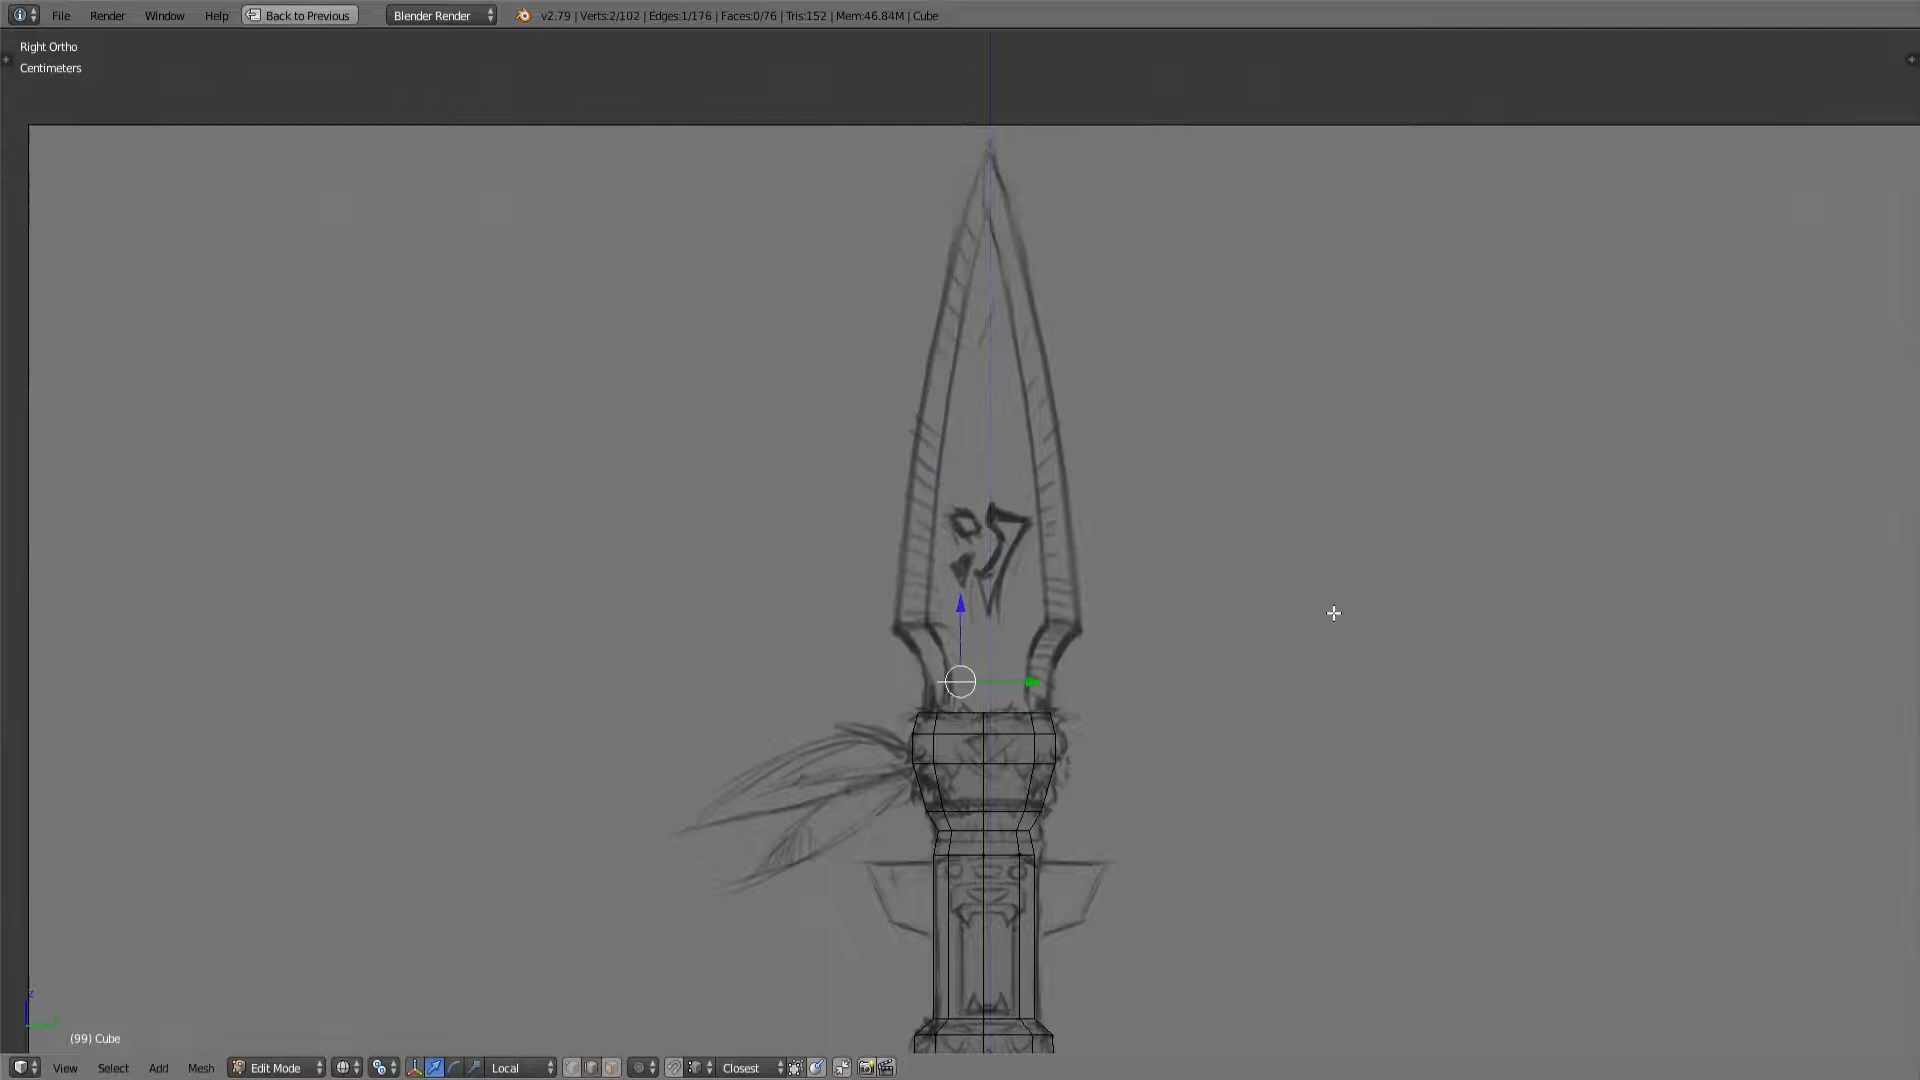 File Render Window Help Back to Previous Blender Render v2.79 | Verts:2/102 | Edges:1/176 | Faces:0/76 | Tris:152 | Mem:46.84M | Cube
Right Ortho
Centimeters
(99) Cube
View Select Add Mesh Edit Mode Local Closest